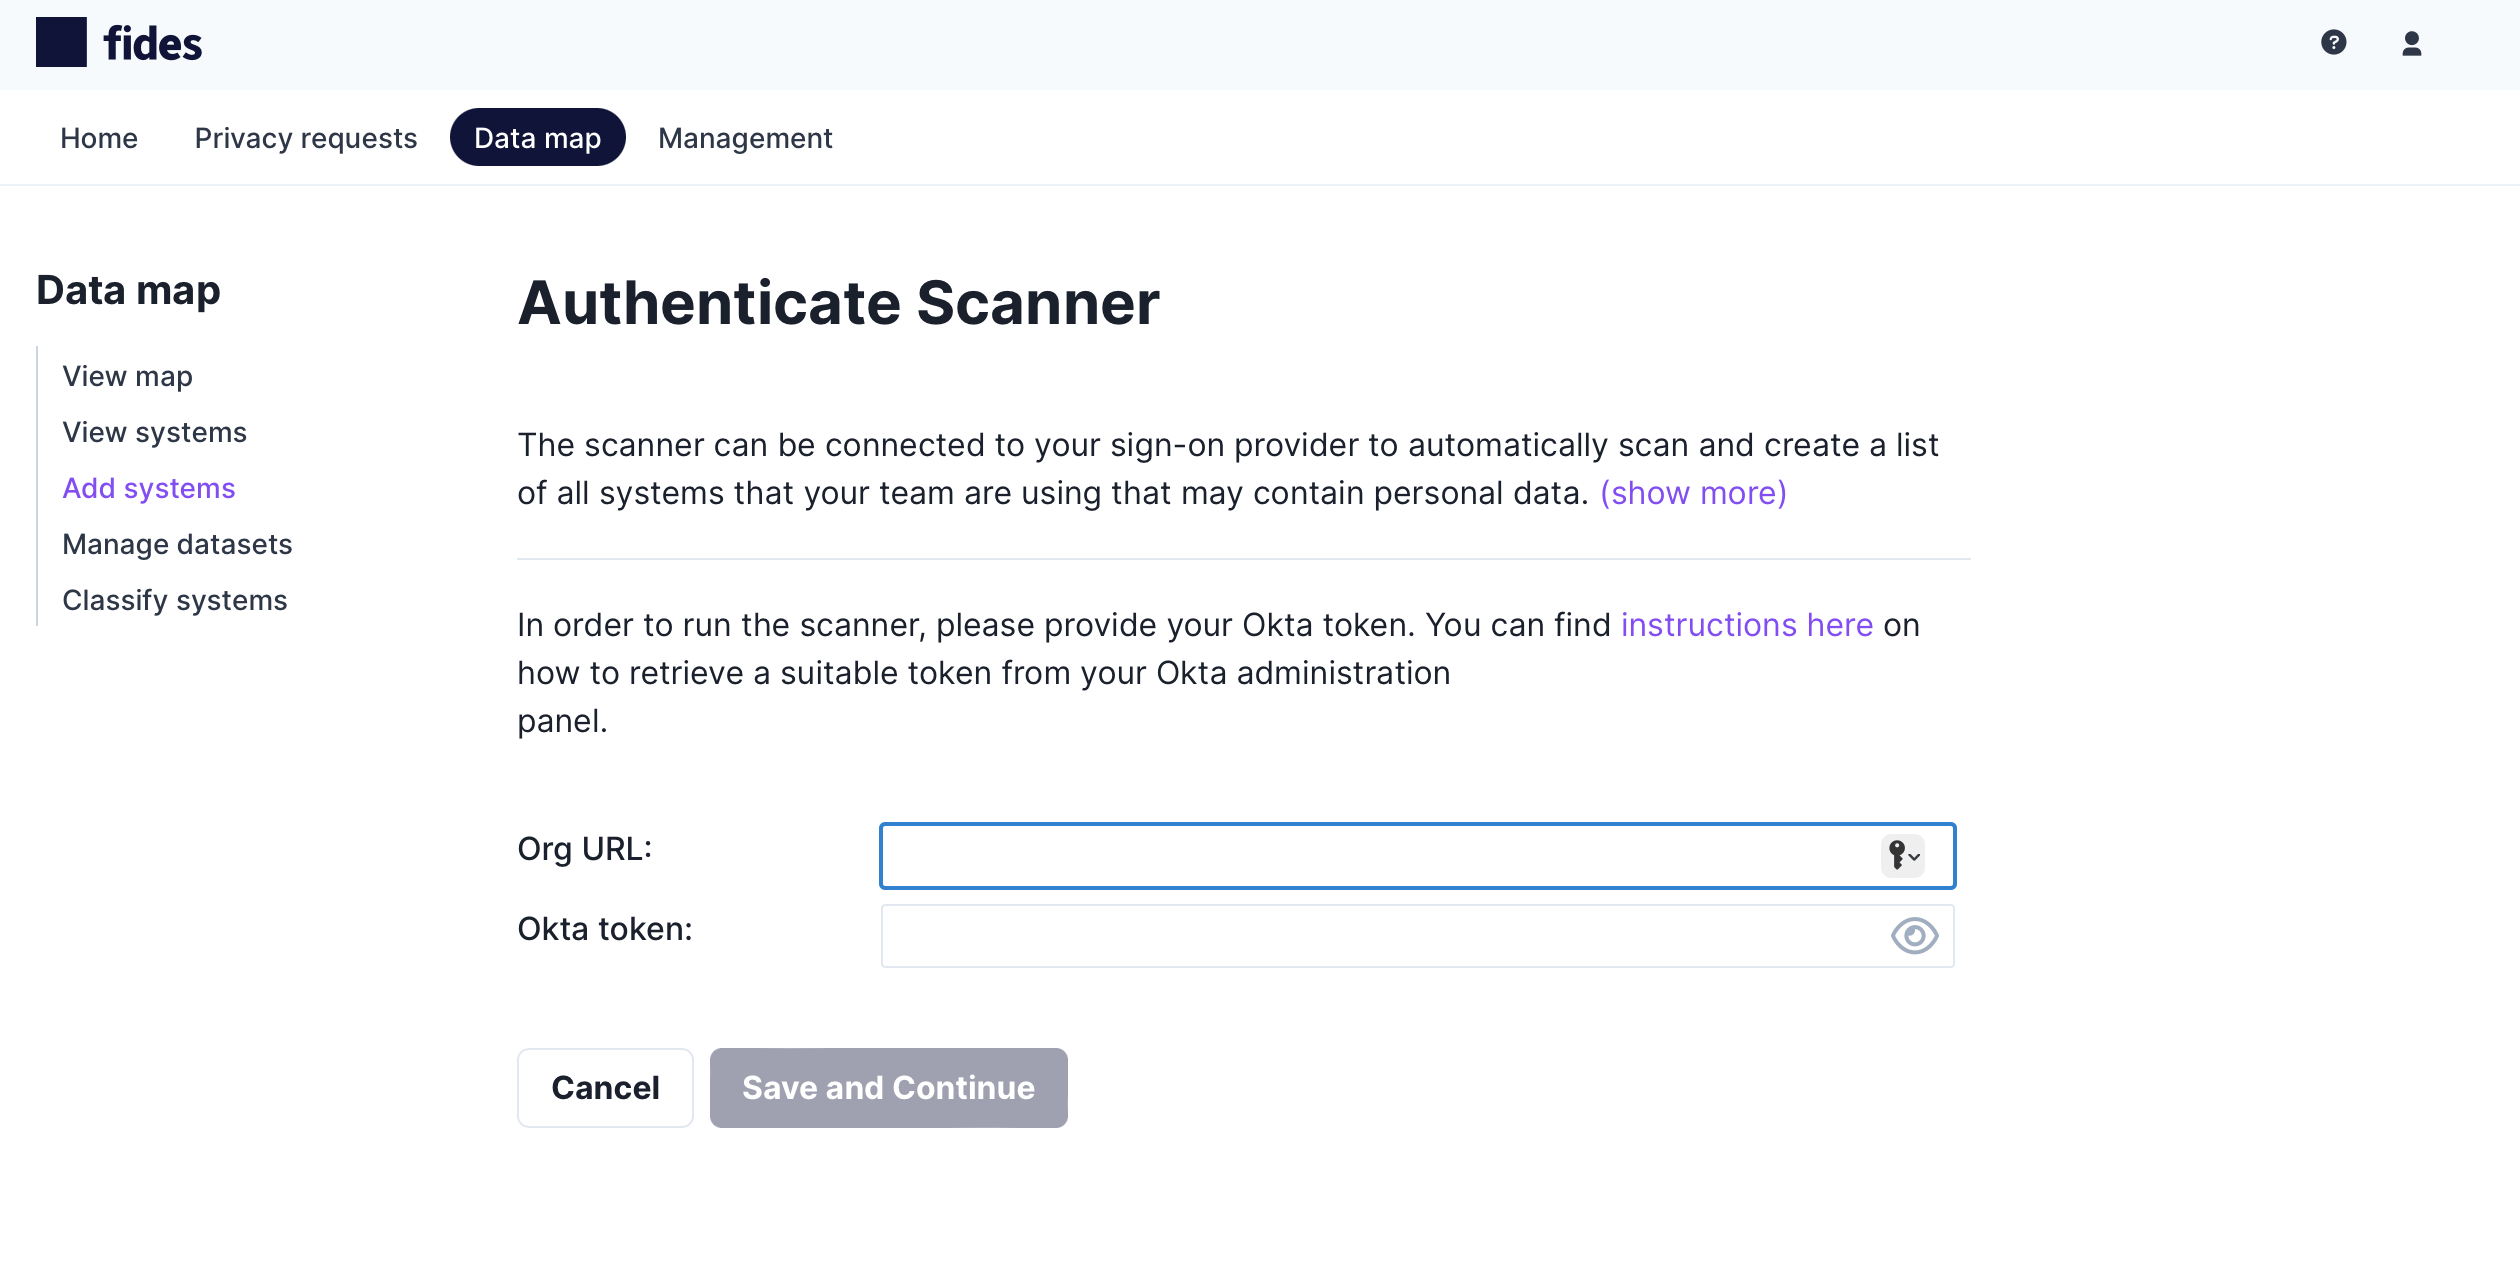 fides
?
Home
Privacy requests
Data map
Management
Data map
View map
View systems
Add systems
Manage datasets
Classify systems
Authenticate Scanner
The scanner can be connected to your sign-on provider to automatically scan and create a list
of all systems that your team are using that may contain personal data. (show more)
In order to run the scanner, please provide your Okta token. You can find instructions here on
how to retrieve a suitable token from your Okta administration
panel.
Org URL:
Okta token:
Cancel
Save and Continue